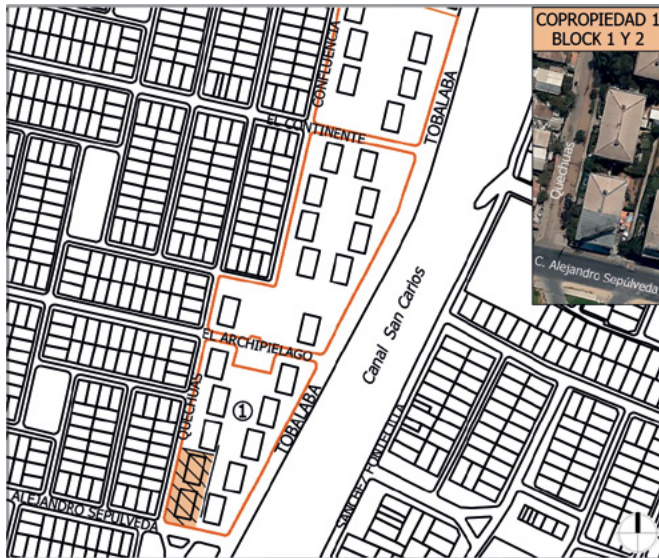 COPROPIEDAD 1
BLOCK 1 Y 2
Quechuas
C. Alejandro Sepúlveda
CONFLUENCIA
TOBALABA
EL CONTINENTE
Canal San Carlos
EL ARCHIPIELAGO
QUECHUAS
1
TOBALABA
SANCHEZ FONTECILLA
ALEJANDRO SEPÚLVEDA